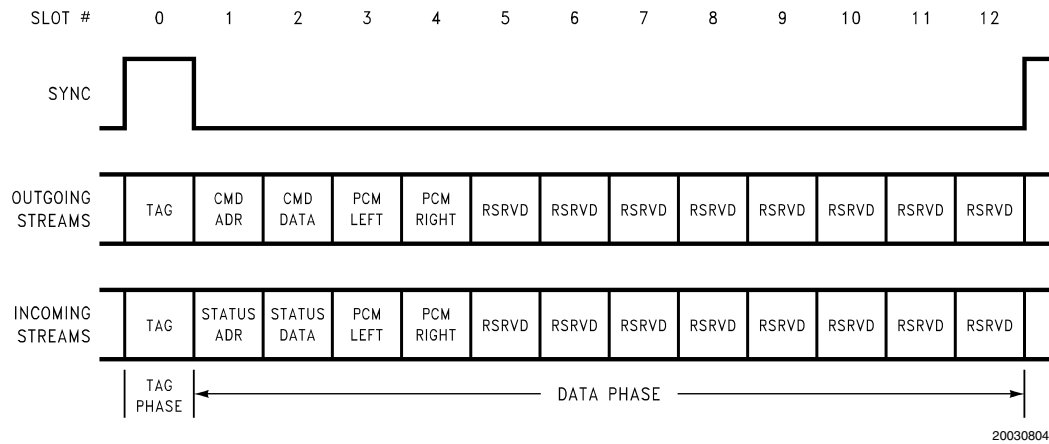 SLOT # 0 1 2 3 4 5 6 7 8 9 10 11 12
SYNC
OUTGOING STREAMS
TAG
CMD ADR
CMD DATA
PCM LEFT
PCM RIGHT
RSRVD RSRVD RSRVD RSRVD RSRVD RSRVD RSRVD RSRVD
INCOMING STREAMS
TAG
STATUS ADR
STATUS DATA
PCM LEFT
PCM RIGHT
RSRVD RSRVD RSRVD RSRVD RSRVD RSRVD RSRVD RSRVD
TAG PHASE
DATA PHASE
20030804